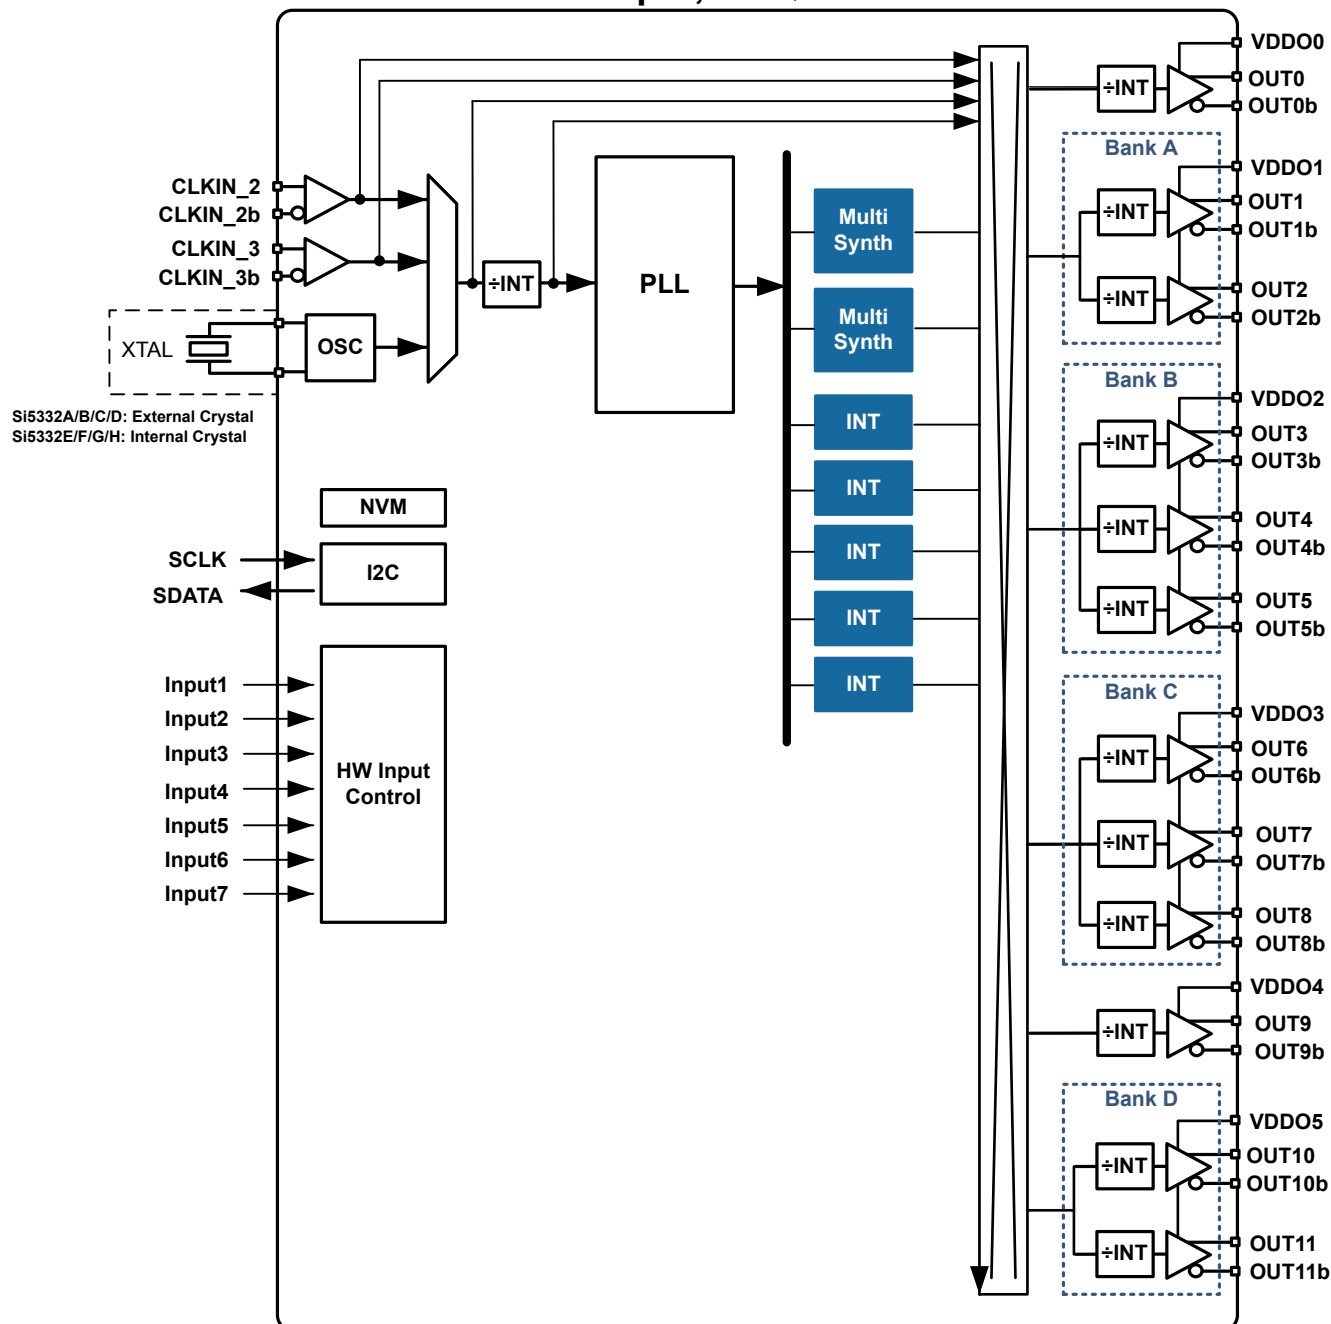 VDDO0
OUT0
OUT0b
÷INT
Bank A
VDDO1
OUT1
OUT1b
÷INT
OUT2
OUT2b
÷INT
CLKIN_2
CLKIN_2b
CLKIN_3
CLKIN_3b
÷INT
PLL
XTAL
OSC
Si5332A/B/C/D: External Crystal
Si5332E/F/G/H: Internal Crystal
Multi
Synth
Multi
Synth
INT
INT
INT
INT
INT
Bank B
VDDO2
OUT3
OUT3b
÷INT
OUT4
OUT4b
÷INT
OUT5
OUT5b
÷INT
NVM
SCLK
SDATA
I2C
Input1
Input2
Input3
Input4
Input5
Input6
Input7
HW Input
Control
Bank C
VDDO3
OUT6
OUT6b
÷INT
OUT7
OUT7b
÷INT
OUT8
OUT8b
÷INT
VDDO4
OUT9
OUT9b
÷INT
Bank D
VDDO5
OUT10
OUT10b
÷INT
OUT11
OUT11b
÷INT